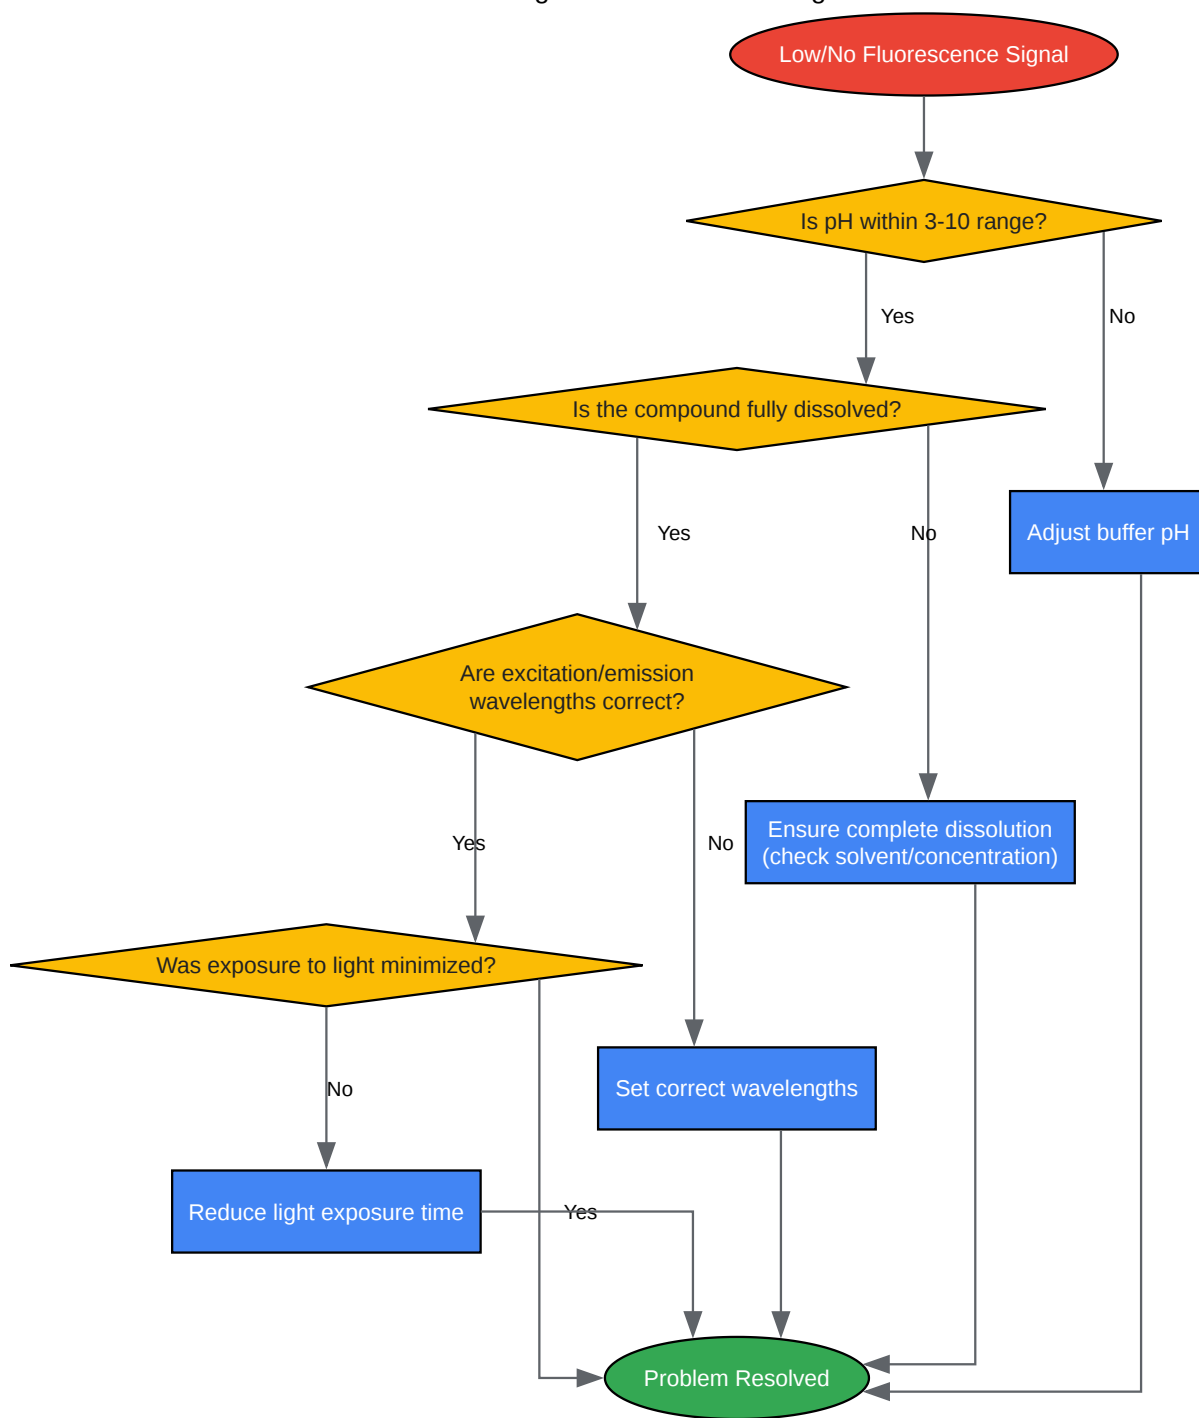 Low/No Fluorescence Signal
Is pH within 3-10 range?
Yes
No
Is the compound fully dissolved?
Yes
No
Adjust buffer pH
Are excitation/emission
wavelengths correct?
Yes
No
Ensure complete dissolution
(check solvent/concentration)
Was exposure to light minimized?
No
Set correct wavelengths
Reduce light exposure time
Yes
Problem Resolved